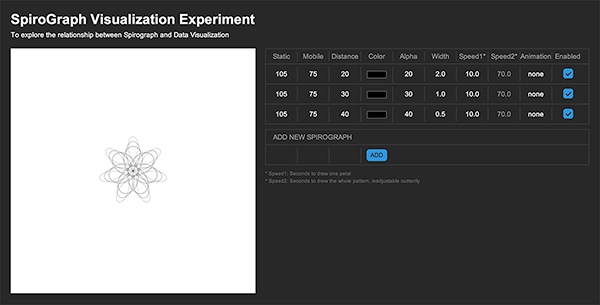 SpiroGraph Visualization Experiment
To explore the relationship between Spirograph and Data Visualization
Static Mobile Distance Color Alpha Width Speed1* Speed2* Animation Enabled
105 75 20 20 2.0 10.0 70.0 none
105 75 30 30 1.0 10.0 70.0 none
105 75 40 40 0.5 10.0 70.0 none
ADD NEW SPIROGRAPH
ADD
* Speed1: Seconds to draw one petal
* Speed2: Seconds to draw the whole pattern, inadjustable currently